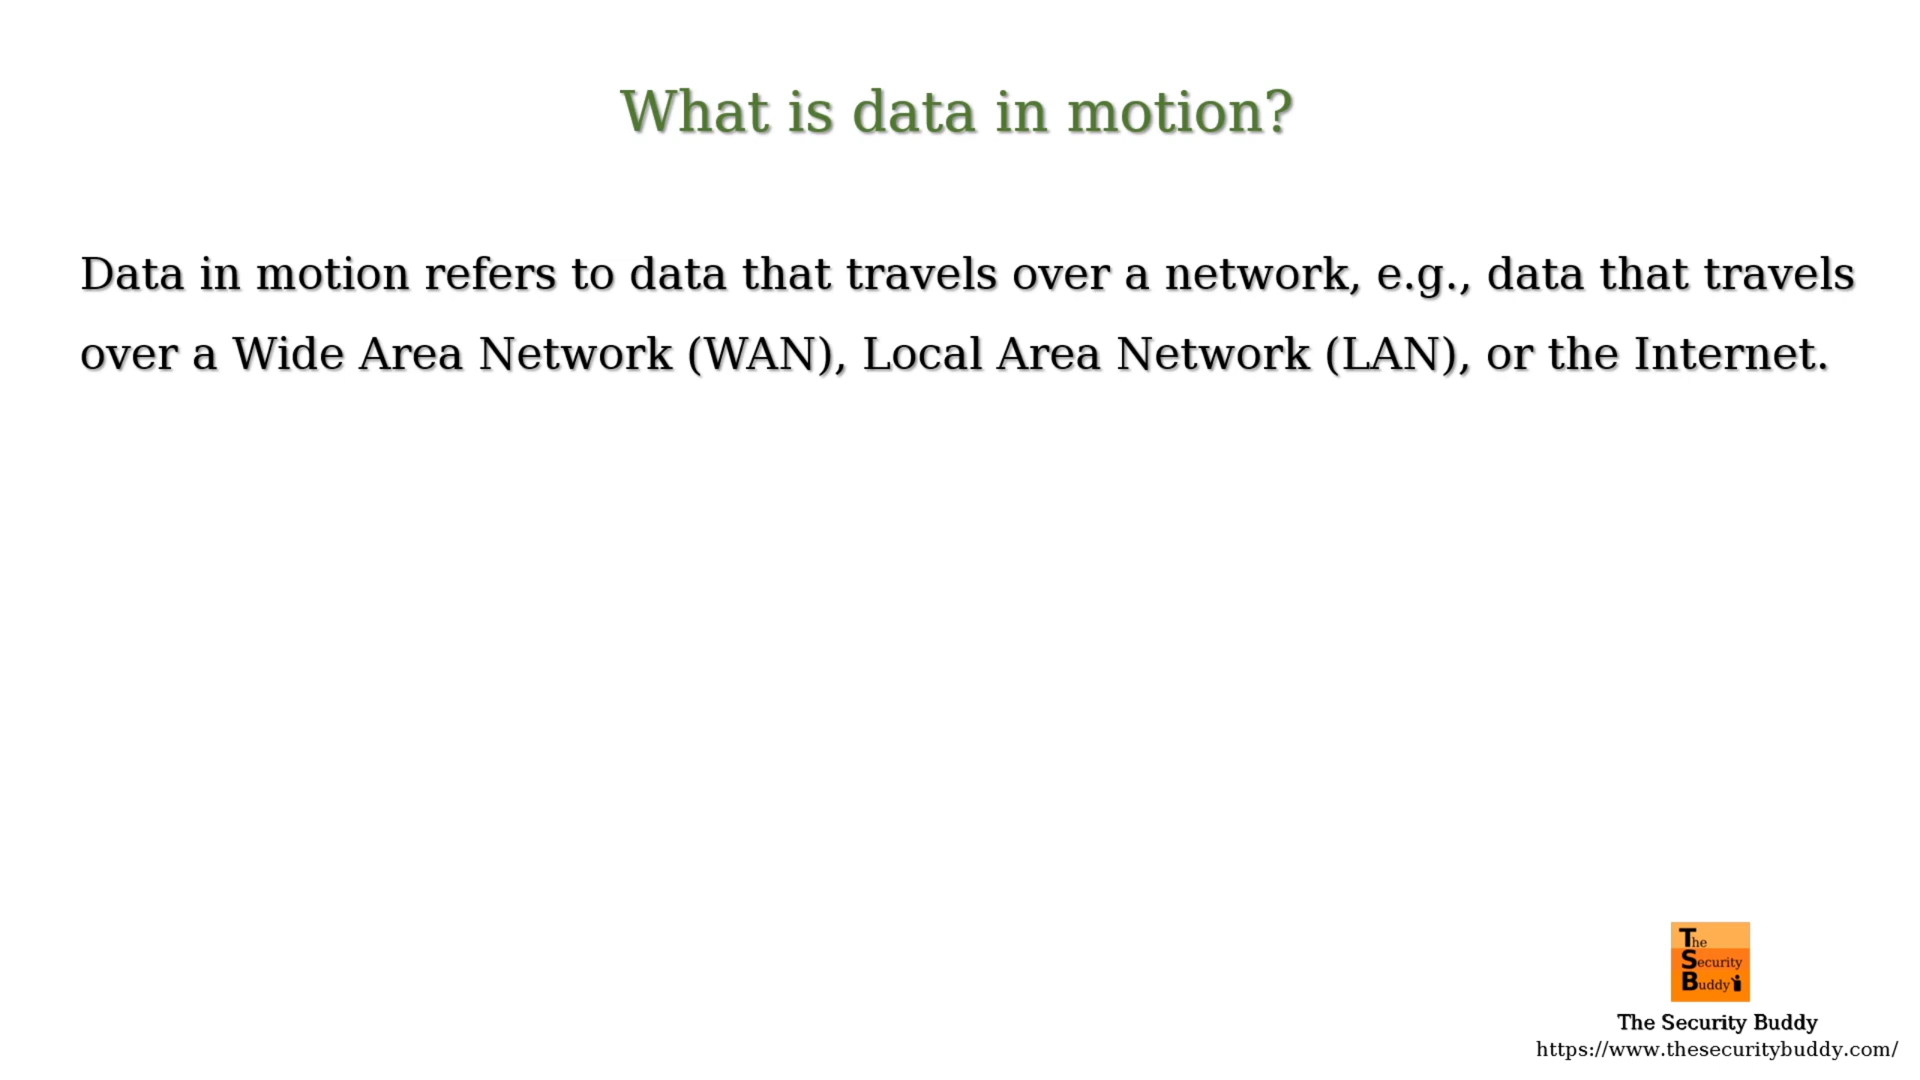 What is data in motion?
Data in motion refers to data that travels over a network, e.g., data that travels
over a Wide Area Network (WAN), Local Area Network (LAN), or the Internet.
The
Security
Buddy
The Security Buddy
https://www.thesecuritybuddy.com/